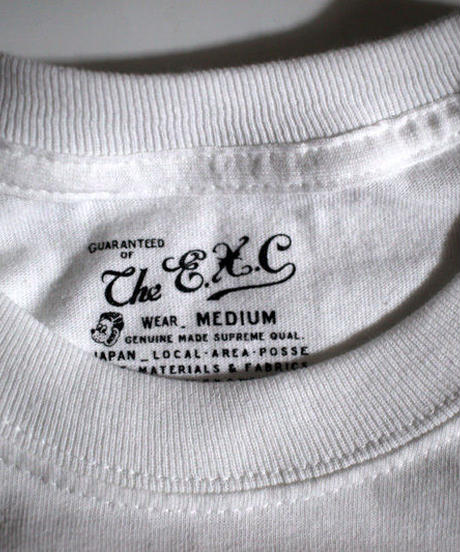 GUARANTEED
OF
The E.X.C
WEAR_ MEDIUM
GENUINE MADE SUPREME QUAL.
JAPAN_LOCAL·AREA·POSSE
MATERIALS & FABRICS